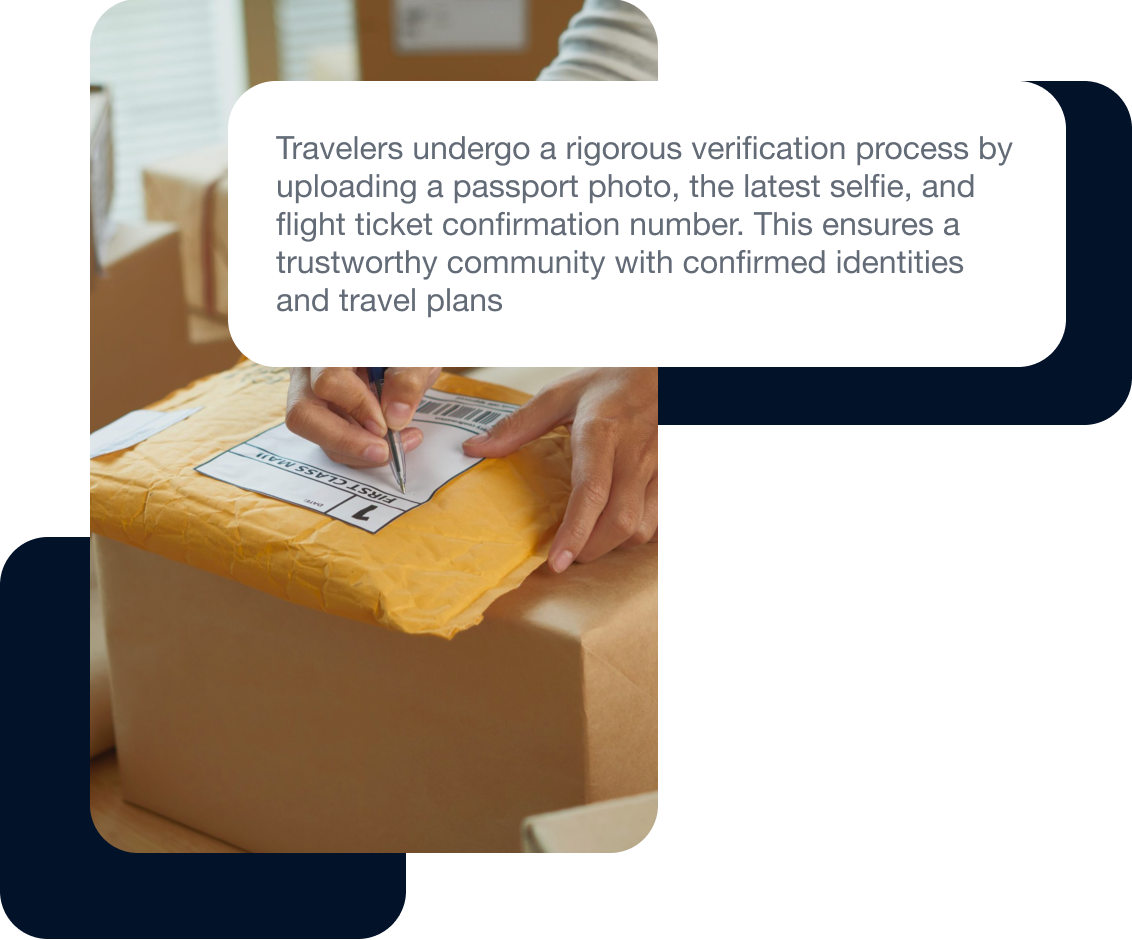 Travelers undergo a rigorous verification process by
uploading a passport photo, the latest selfie, and
flight ticket confirmation number. This ensures a
trustworthy community with confirmed identities
and travel plans
FIRST CLASS MAIL
DATE:
1